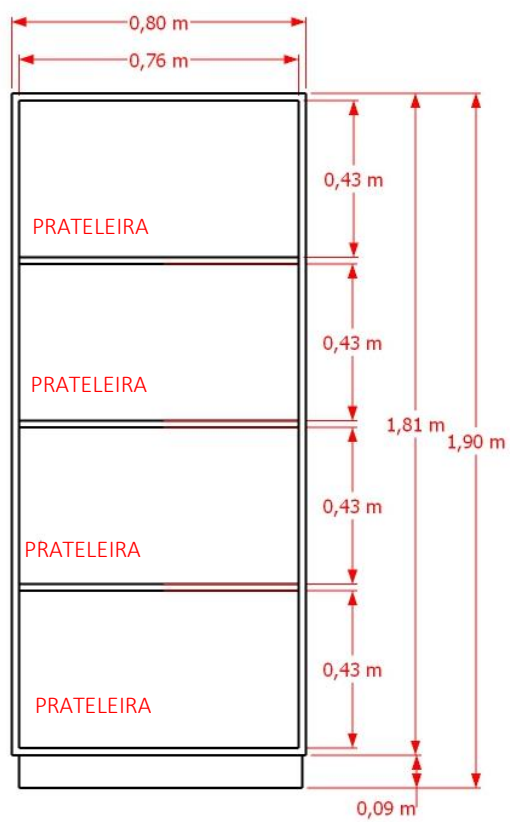 0,80 m
0,76 m
0,43 m
PRATELEIRA
0,43 m
PRATELEIRA
1,81 m
1,90 m
0,43 m
PRATELEIRA
0,43 m
PRATELEIRA
0,09 m